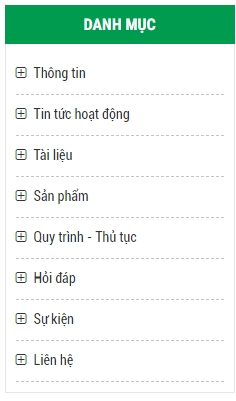 DANH MỤC
Thông tin
Tin tức hoạt động
Tài liệu
Sản phẩm
Quy trình - Thủ tục
Hỏi đáp
Sự kiện
Liên hệ